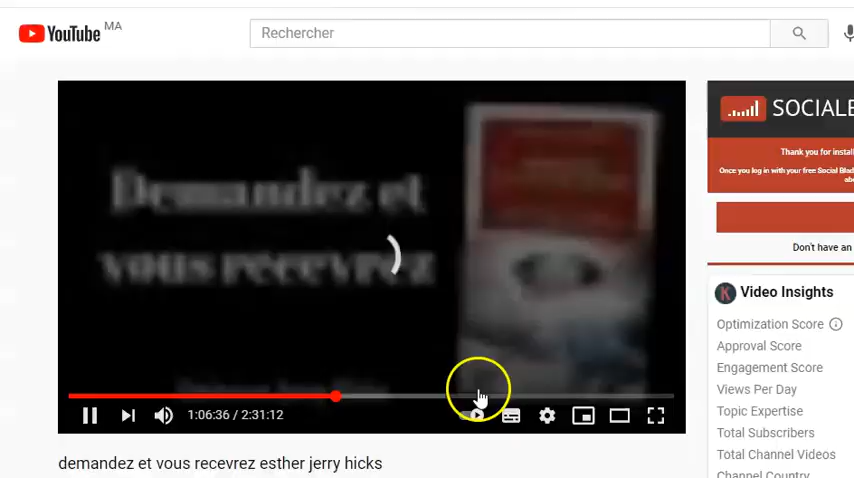 YouTube MA
Rechercher
SOCIALE
Thank you for install
Once you log in with your free Social Blad
Don't have an
Demandez et
vous recevrez
K Video Insights
Optimization Score
Approval Score
Engagement Score
Views Per Day
Topic Expertise
Total Subscribers
Total Channel Videos
Channel Country
1:06:36 / 2:31:12
demandez et vous recevrez esther jerry hicks